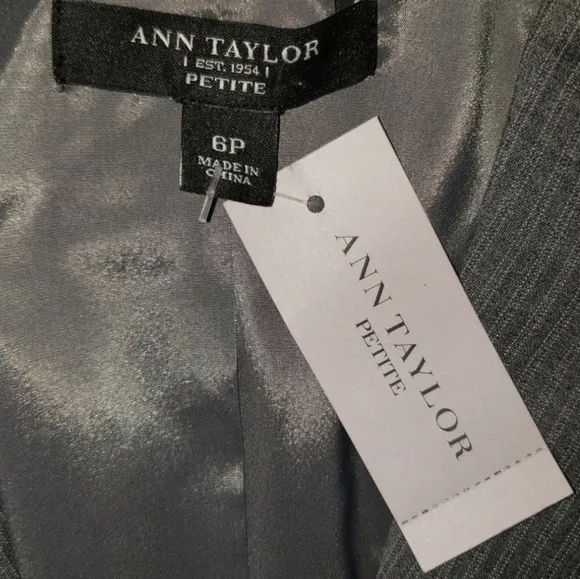 ANN TAYLOR
| EST. 1954 |
PETITE
6P
MADE IN
CHINA
ANN TAYLOR
PETITE